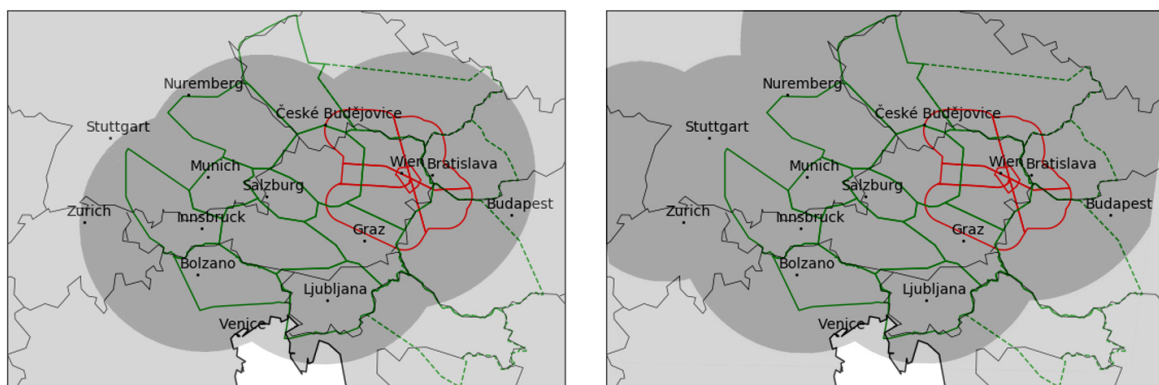 Nuremberg
České Budějovice
Stuttgart
Wien
Bratislava
Munich
Salzburg
Zurich
Budapest
Innsbruck
Graz
Bolzano
Ljubljana
Venice
Nuremberg
České Budějovice
Stuttgart
Wien
Bratislava
Munich
Salzburg
Zurich
Budapest
Innsbruck
Graz
Bolzano
Ljubljana
Venice